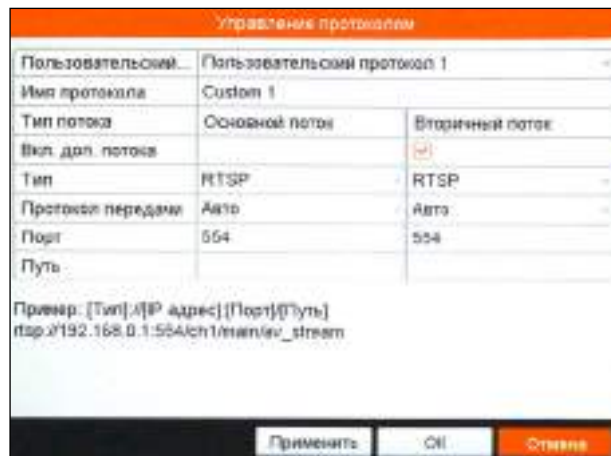 Управление протоколом
Пользовательский... Пользовательский протокол 1
Имя протокола Custom 1
Тип потока Основной поток Вторичный поток
Вкл. доп. потока
Тип RTSP RTSP
Протокол передачи Авто Авто
Порт 554 554
Путь
Пример: [Тип]://[IP адрес]:[Порт]/[Путь]
rtsp://192.168.0.1:554/ch1/main/av_stream
Применить OK Отмена